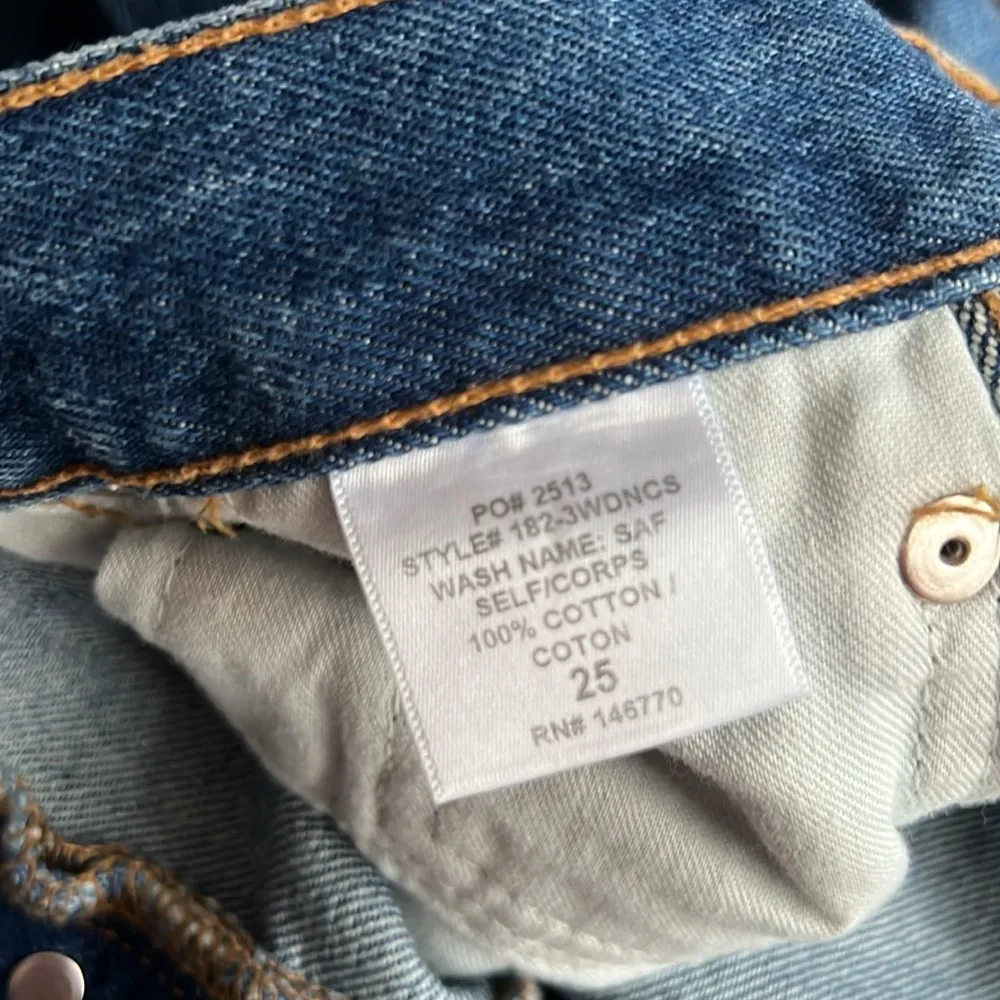 PO# 2513
STYLE# 182-3WDNCS
WASH NAME: SAF
SELF/CORPS
100% COTTON /
COTON
25
RN# 146770